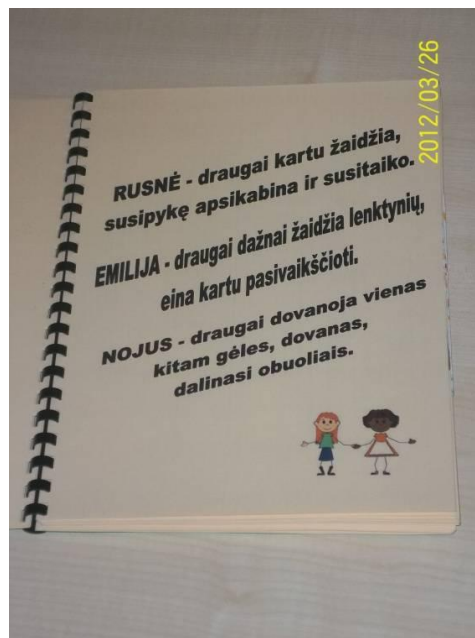 RUSNĖ - draugai kartu žaidžia,
susipykę apsikabina ir susitaiko.
EMILIJA - draugai dažnai žaidžia lenktynių,
eina kartu pasivaikščioti.
NOJUS - draugai dovanoja vienas
kitam gėles, dovanas,
dalinasi obuoliais.
2012/03/26